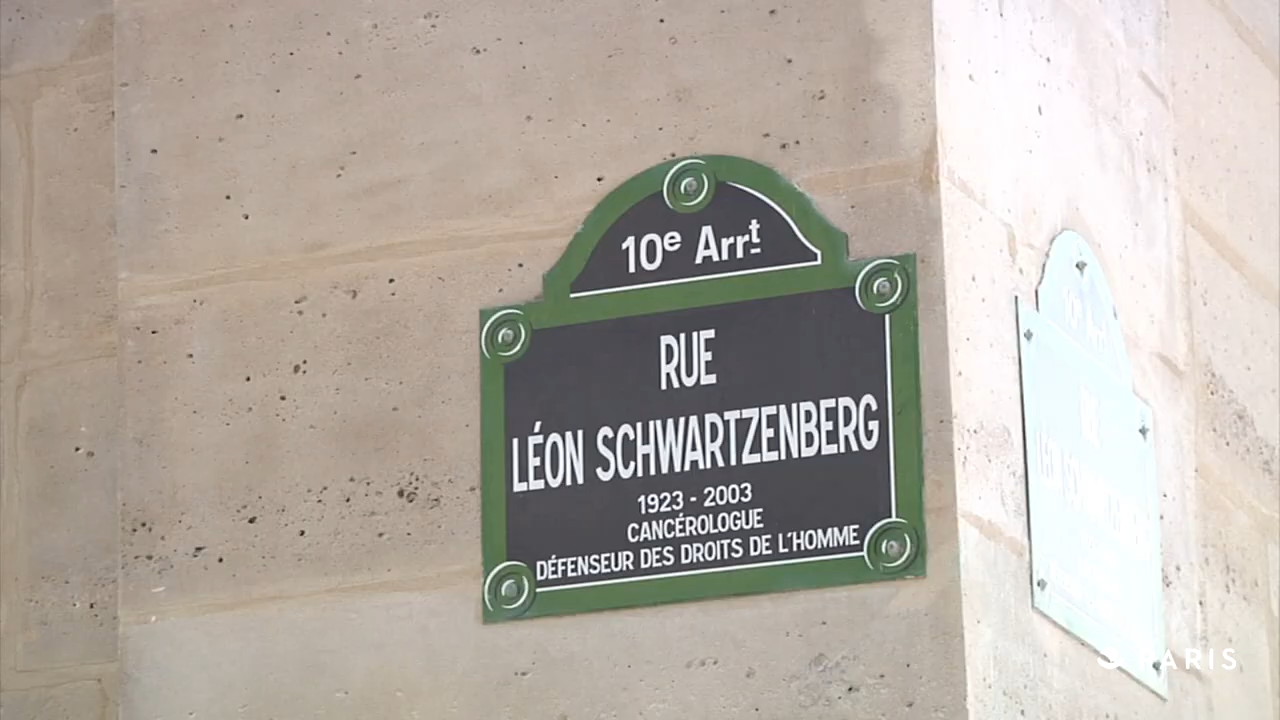 10e Arrt
RUE
LÉON SCHWARTZENBERG
1923 - 2003
CANCÉROLOGUE
DÉFENSEUR DES DROITS DE L'HOMME
PARIS